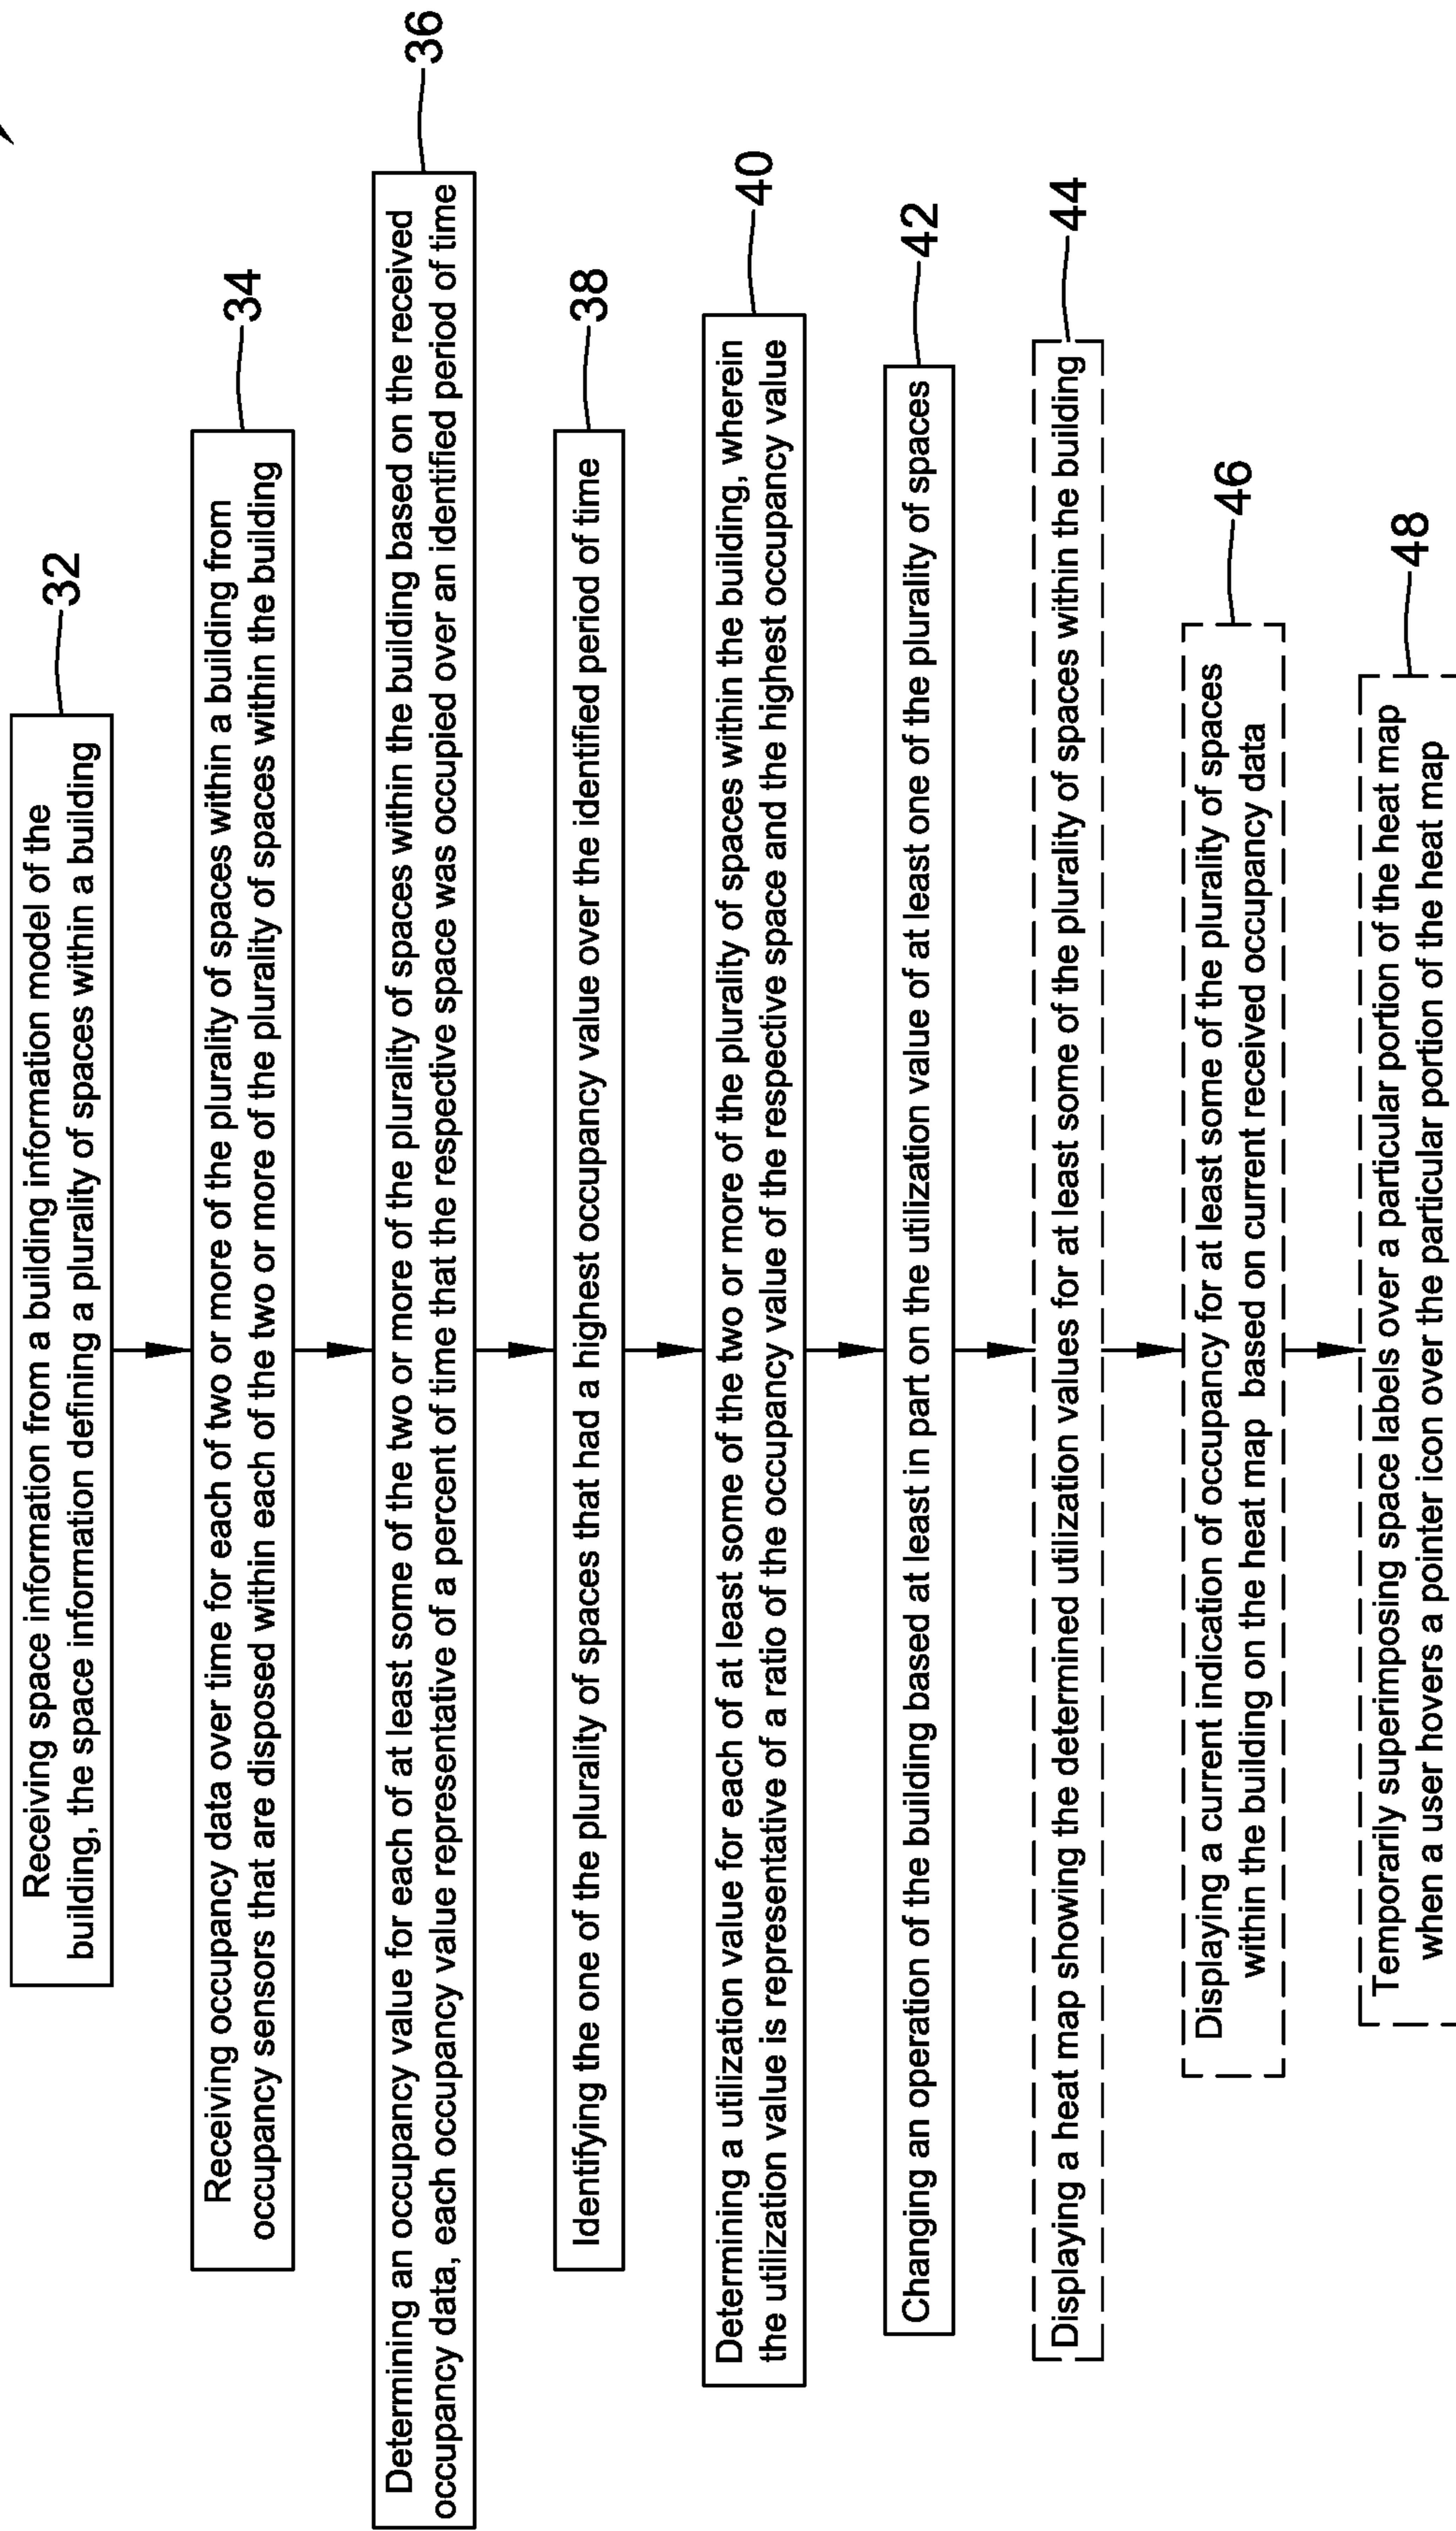 32
Receiving space information from a building information model of the
building, the space information defining a plurality of spaces within a building
34
Receiving occupancy data over time for each of two or more of the plurality of spaces within a building from
occupancy sensors that are disposed within each of the two or more of the plurality of spaces within the building
36
Determining an occupancy value for each of at least some of the two or more of the plurality of spaces within the building based on the received
occupancy data, each occupancy value representative of a percent of time that the respective space was occupied over an identified period of time
38
Identifying the one of the plurality of spaces that had a highest occupancy value over the identified period of time
40
Determining a utilization value for each of at least some of the two or more of the plurality of spaces within the building, wherein
the utilization value is representative of a ratio of the occupancy value of the respective space and the highest occupancy value
42
Changing an operation of the building based at least in part on the utilization value of at least one of the plurality of spaces
44
Displaying a heat map showing the determined utilization values for at least some of the plurality of spaces within the building
46
Displaying a current indication of occupancy for at least some of the plurality of spaces
within the building on the heat map based on current received occupancy data
48
Temporarily superimposing space labels over a particular portion of the heat map
when a user hovers a pointer icon over the particular portion of the heat map